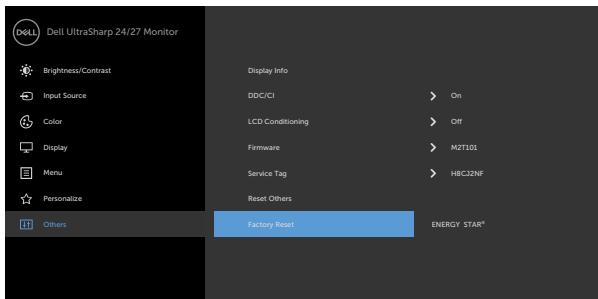 DELL Dell UltraSharp 24/27 Monitor
Brightness/Contrast Display Info
Input Source DDC/CI On
Color LCD Conditioning Off
Display Firmware M2T101
Menu Service Tag H8CJ2NF
Personalize Reset Others
Others Factory Reset ENERGY STAR®